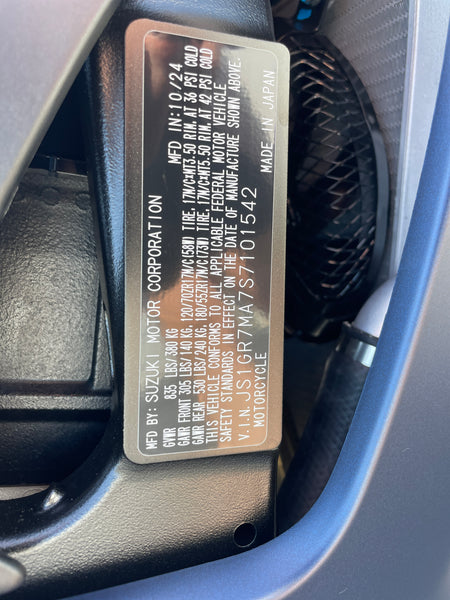 MFD BY: SUZUKI MOTOR CORPORATION MFD IN: 10/24
GVWR 835 LBS/380 KG
GAWR FRONT 305 LBS/140 KG, 120/70ZR17M/C(58W) TIRE, 17M/C×MT3.50 RIM, AT 36 PSI COLD
GAWR REAR 530 LBS/240 KG, 180/55ZR17M/C(73W) TIRE, 17M/C×MT5.50 RIM, AT 42 PSI COLD
THIS VEHICLE CONFORMS TO ALL APPLICABLE FEDERAL MOTOR VEHICLE
SAFETY STANDARDS IN EFFECT ON THE DATE OF MANUFACTURE SHOWN ABOVE.
V.I.N. JS1GR7MA7S7101542
MOTORCYCLE MADE IN JAPAN